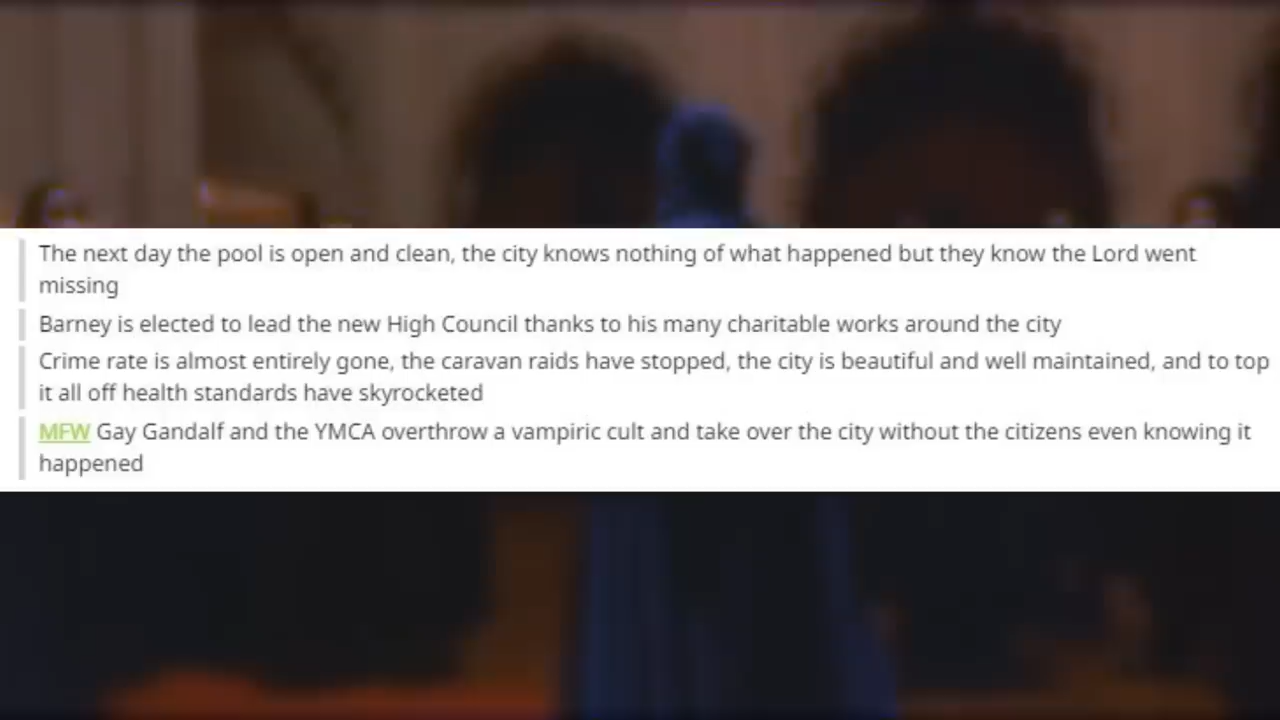 The next day the pool is open and clean, the city knows nothing of what happened but they know the Lord went
missing
Barney is elected to lead the new High Council thanks to his many charitable works around the city
Crime rate is almost entirely gone, the caravan raids have stopped, the city is beautiful and well maintained, and to top
it all off health standards have skyrocketed
MFW Gay Gandalf and the YMCA overthrow a vampiric cult and take over the city without the citizens even knowing it
happened